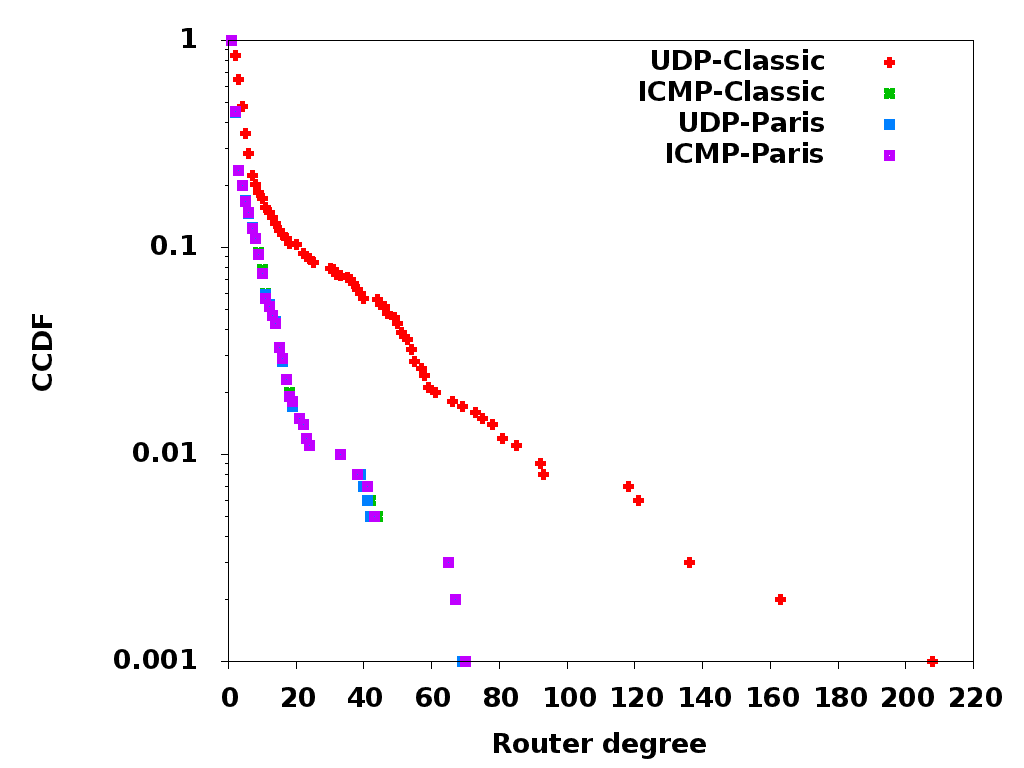 1
0.1
0.01
0.001
CCDF
UDP-Classic
ICMP-Classic
UDP-Paris
ICMP-Paris
0 20 40 60 80 100 120 140 160 180 200 220
Router degree